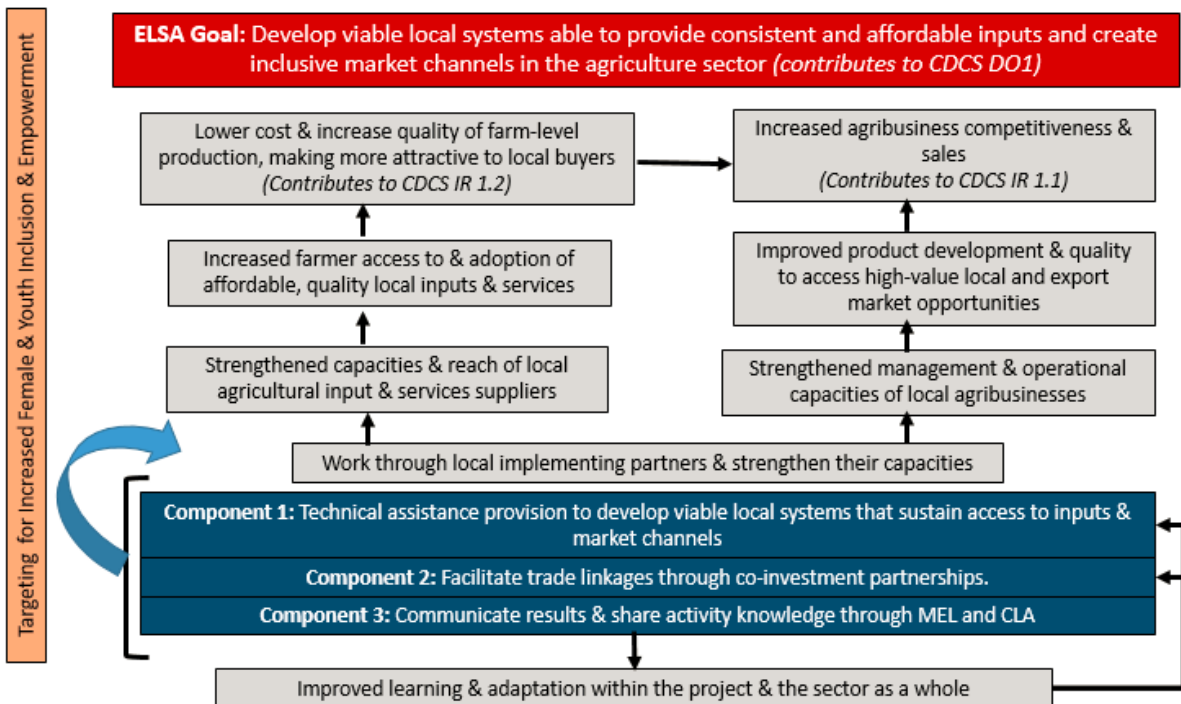 Targeting for Increased Female & Youth Inclusion & Empowerment
ELSA Goal: Develop viable local systems able to provide consistent and affordable inputs and create
inclusive market channels in the agriculture sector (contributes to CDCS DO1)
Lower cost & increase quality of farm-level
production, making more attractive to local buyers
(Contributes to CDCS IR 1.2)
Increased agribusiness competitiveness &
sales
(Contributes to CDCS IR 1.1)
Increased farmer access to & adoption of
affordable, quality local inputs & services
Improved product development & quality
to access high-value local and export
market opportunities
Strengthened capacities & reach of local
agricultural input & services suppliers
Strengthened management & operational
capacities of local agribusinesses
Work through local implementing partners & strengthen their capacities
Component 1: Technical assistance provision to develop viable local systems that sustain access to inputs &
market channels
Component 2: Facilitate trade linkages through co-investment partnerships.
Component 3: Communicate results & share activity knowledge through MEL and CLA
Improved learning & adaptation within the project & the sector as a whole